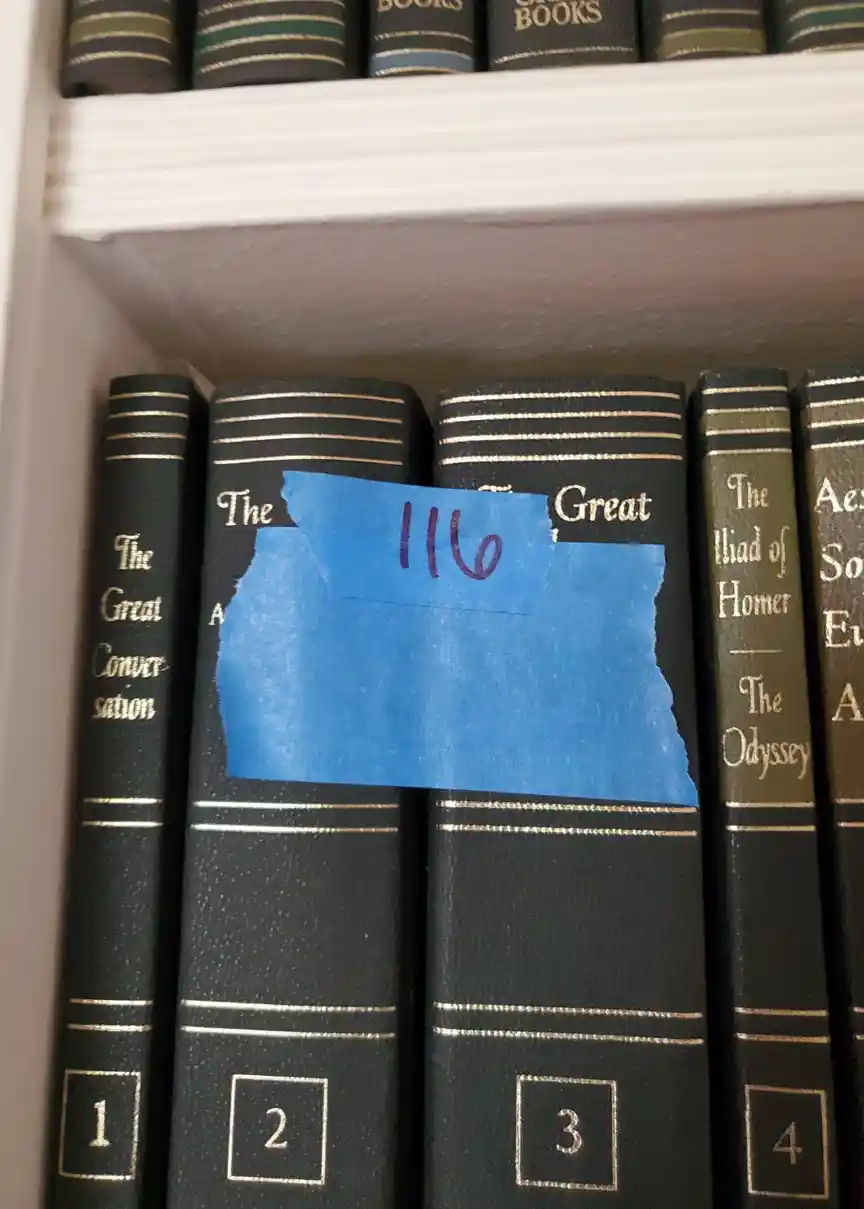 BOOKS
BOOKS
The
Great
Conver-
sation
1
The
A
2
116
Great
3
The
Iliad of
Homer
The
Odyssey
4
Ae
So
Eu
A